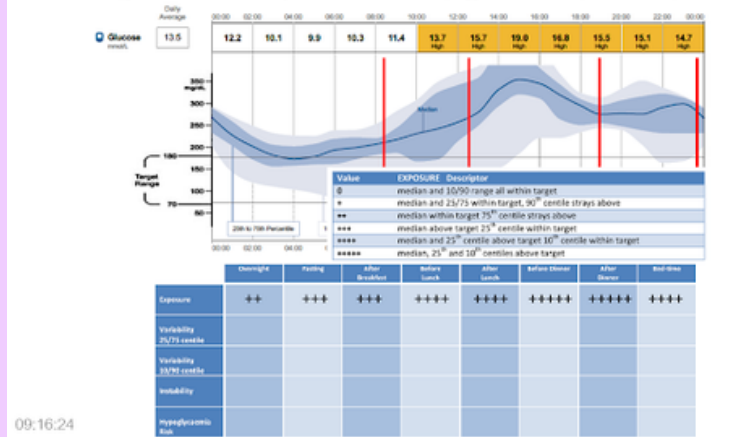 Daily
Average
00:00 02:00 04:00 06:00 08:00 10:00 12:00 14:00 16:00 18:00 20:00 22:00 00:00
Glucose
mmol/L
13.5
12.2 10.1 9.9 10.3 11.4 13.7 15.7 19.0 16.8 15.5 15.1 14.7
High High High High High High High
350
mg/dL
300
250
200
180
150
100
70
50
Target
Range
Median
25th to 75th Percentile
00:00 02:00 04:00
Value EXPOSURE Descriptor
0 median and 10/90 range all within target
+ median and 25/75 within target, 90th centile strays above
++ median within target 75th centile strays above
+++ median above target 25th centile within target
++++ median and 25th centile above target 10th centile within target
+++++ median, 25th and 10th centiles above target
Overnight Fasting After Breakfast Before Lunch After Lunch Before Dinner After Dinner Bed-time
Exposure ++ +++ +++ ++++ ++++ +++++ +++++ ++++
Variability
25/75 centile
Variability
10/90 centile
Instability
Hypoglycaemia
Risk
09:16:24